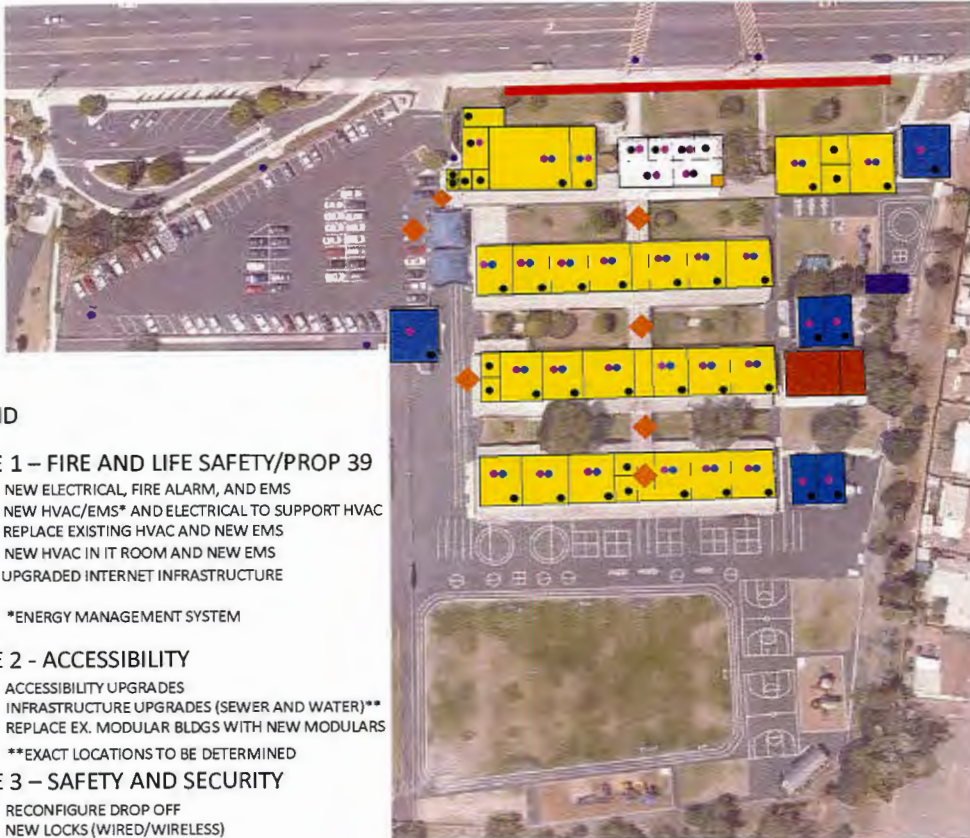 ND
E 1 – FIRE AND LIFE SAFETY/PROP 39
NEW ELECTRICAL, FIRE ALARM, AND EMS
NEW HVAC/EMS* AND ELECTRICAL TO SUPPORT HVAC
REPLACE EXISTING HVAC AND NEW EMS
NEW HVAC IN IT ROOM AND NEW EMS
UPGRADED INTERNET INFRASTRUCTURE
*ENERGY MANAGEMENT SYSTEM
E 2 - ACCESSIBILITY
ACCESSIBILITY UPGRADES
INFRASTRUCTURE UPGRADES (SEWER AND WATER)**
REPLACE EX. MODULAR BLDGS WITH NEW MODULARS
**EXACT LOCATIONS TO BE DETERMINED
E 3 – SAFETY AND SECURITY
RECONFIGURE DROP OFF
NEW LOCKS (WIRED/WIRELESS)